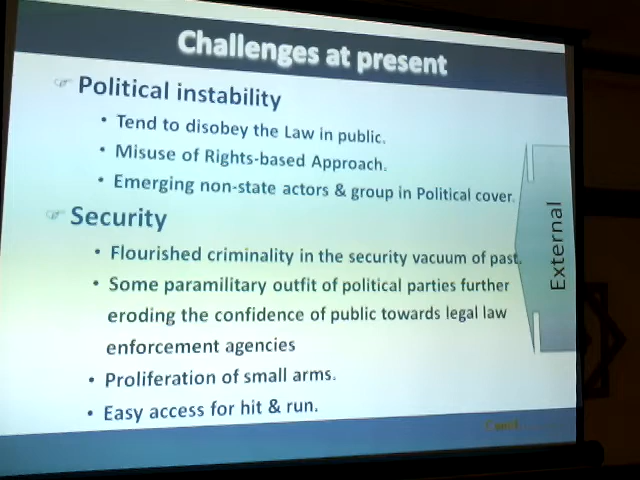 Challenges at present
Political instability
• Tend to disobey the Law in public.
• Misuse of Rights-based Approach.
• Emerging non-state actors & group in Political cover.
Security
• Flourished criminality in the security vacuum of past.
• Some paramilitary outfit of political parties further
eroding the confidence of public towards legal law
enforcement agencies
• Proliferation of small arms.
• Easy access for hit & run.
External